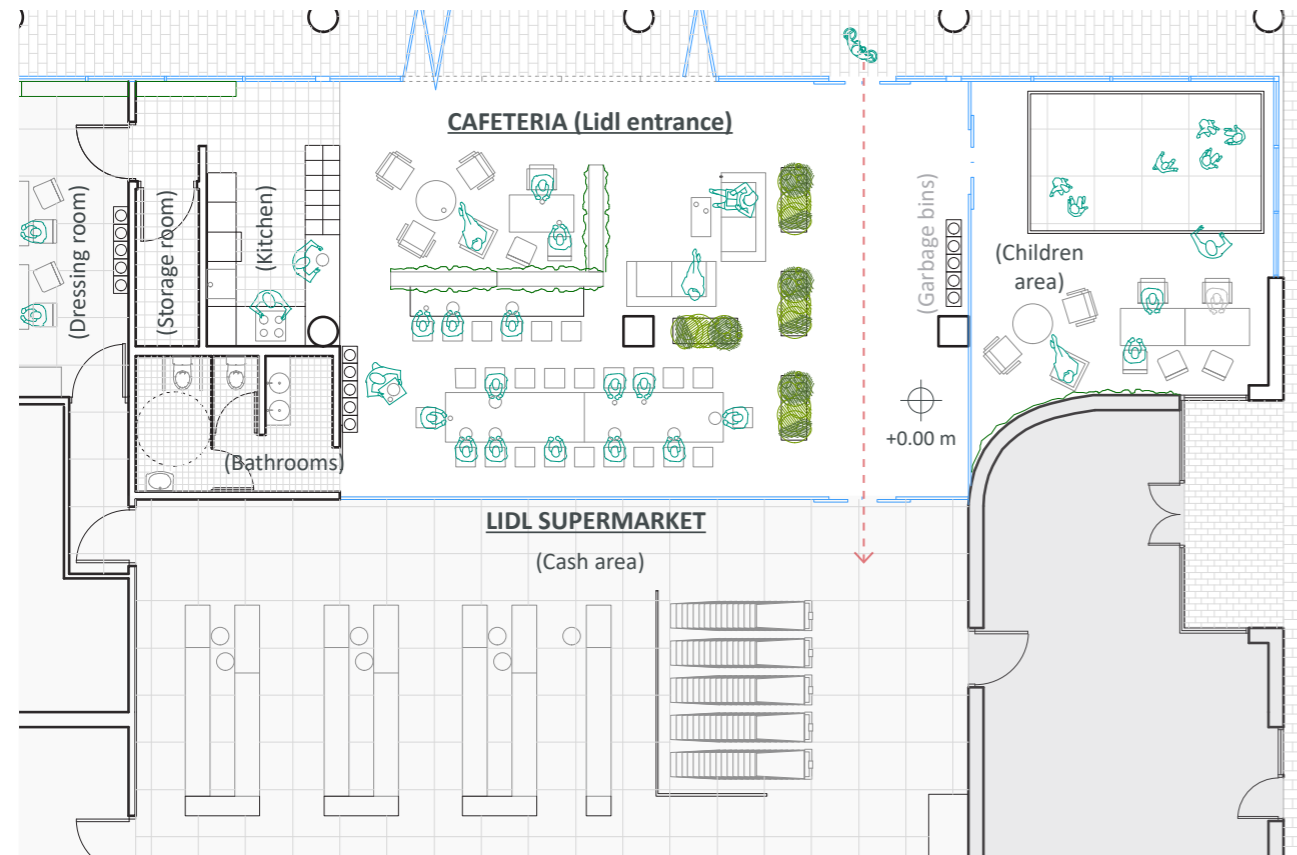 CAFETERIA (Lidl entrance)
(Dressing room)
(Storage room)
(Kitchen)
(Garbage bins)
(Children
area)
+0.00 m
(Bathrooms)
LIDL SUPERMARKET
(Cash area)